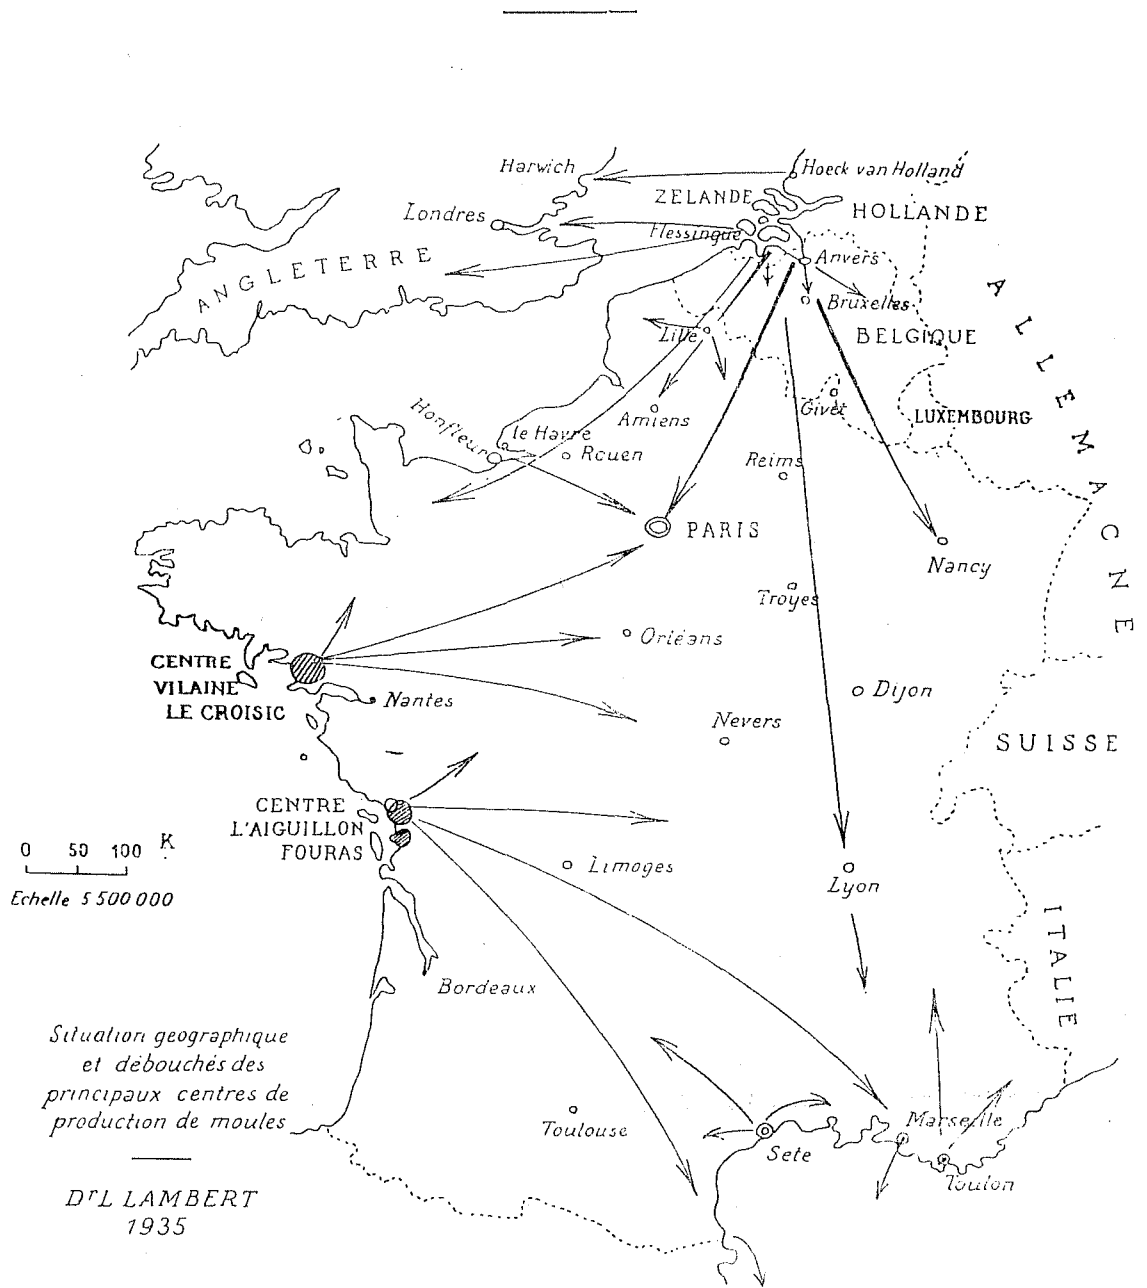 Harwich
Hoeck van Holland
ZELANDE
HOLLANDE
Londres
Flessingue
ANGLETERRE
Anvers
Bruxelles
ALLEMAGNE
Lille
BELGIQUE
Givet
LUXEMBOURG
Amiens
Honfleur
le Havre
Rouen
Reims
PARIS
Nancy
Troyes
Orléans
CENTRE
VILAINE
LE CROISIC
Nantes
Dijon
Nevers
SUISSE
CENTRE
L'AIGUILLON
FOURAS
0 50 100 K
Echelle 5 500 000
Limoges
Lyon
ITALIE
Bordeaux
Situation geographique
et débouchés des
principaux centres de
production de moules
Toulouse
Sete
Marseille
Toulon
Dr L LAMBERT
1935